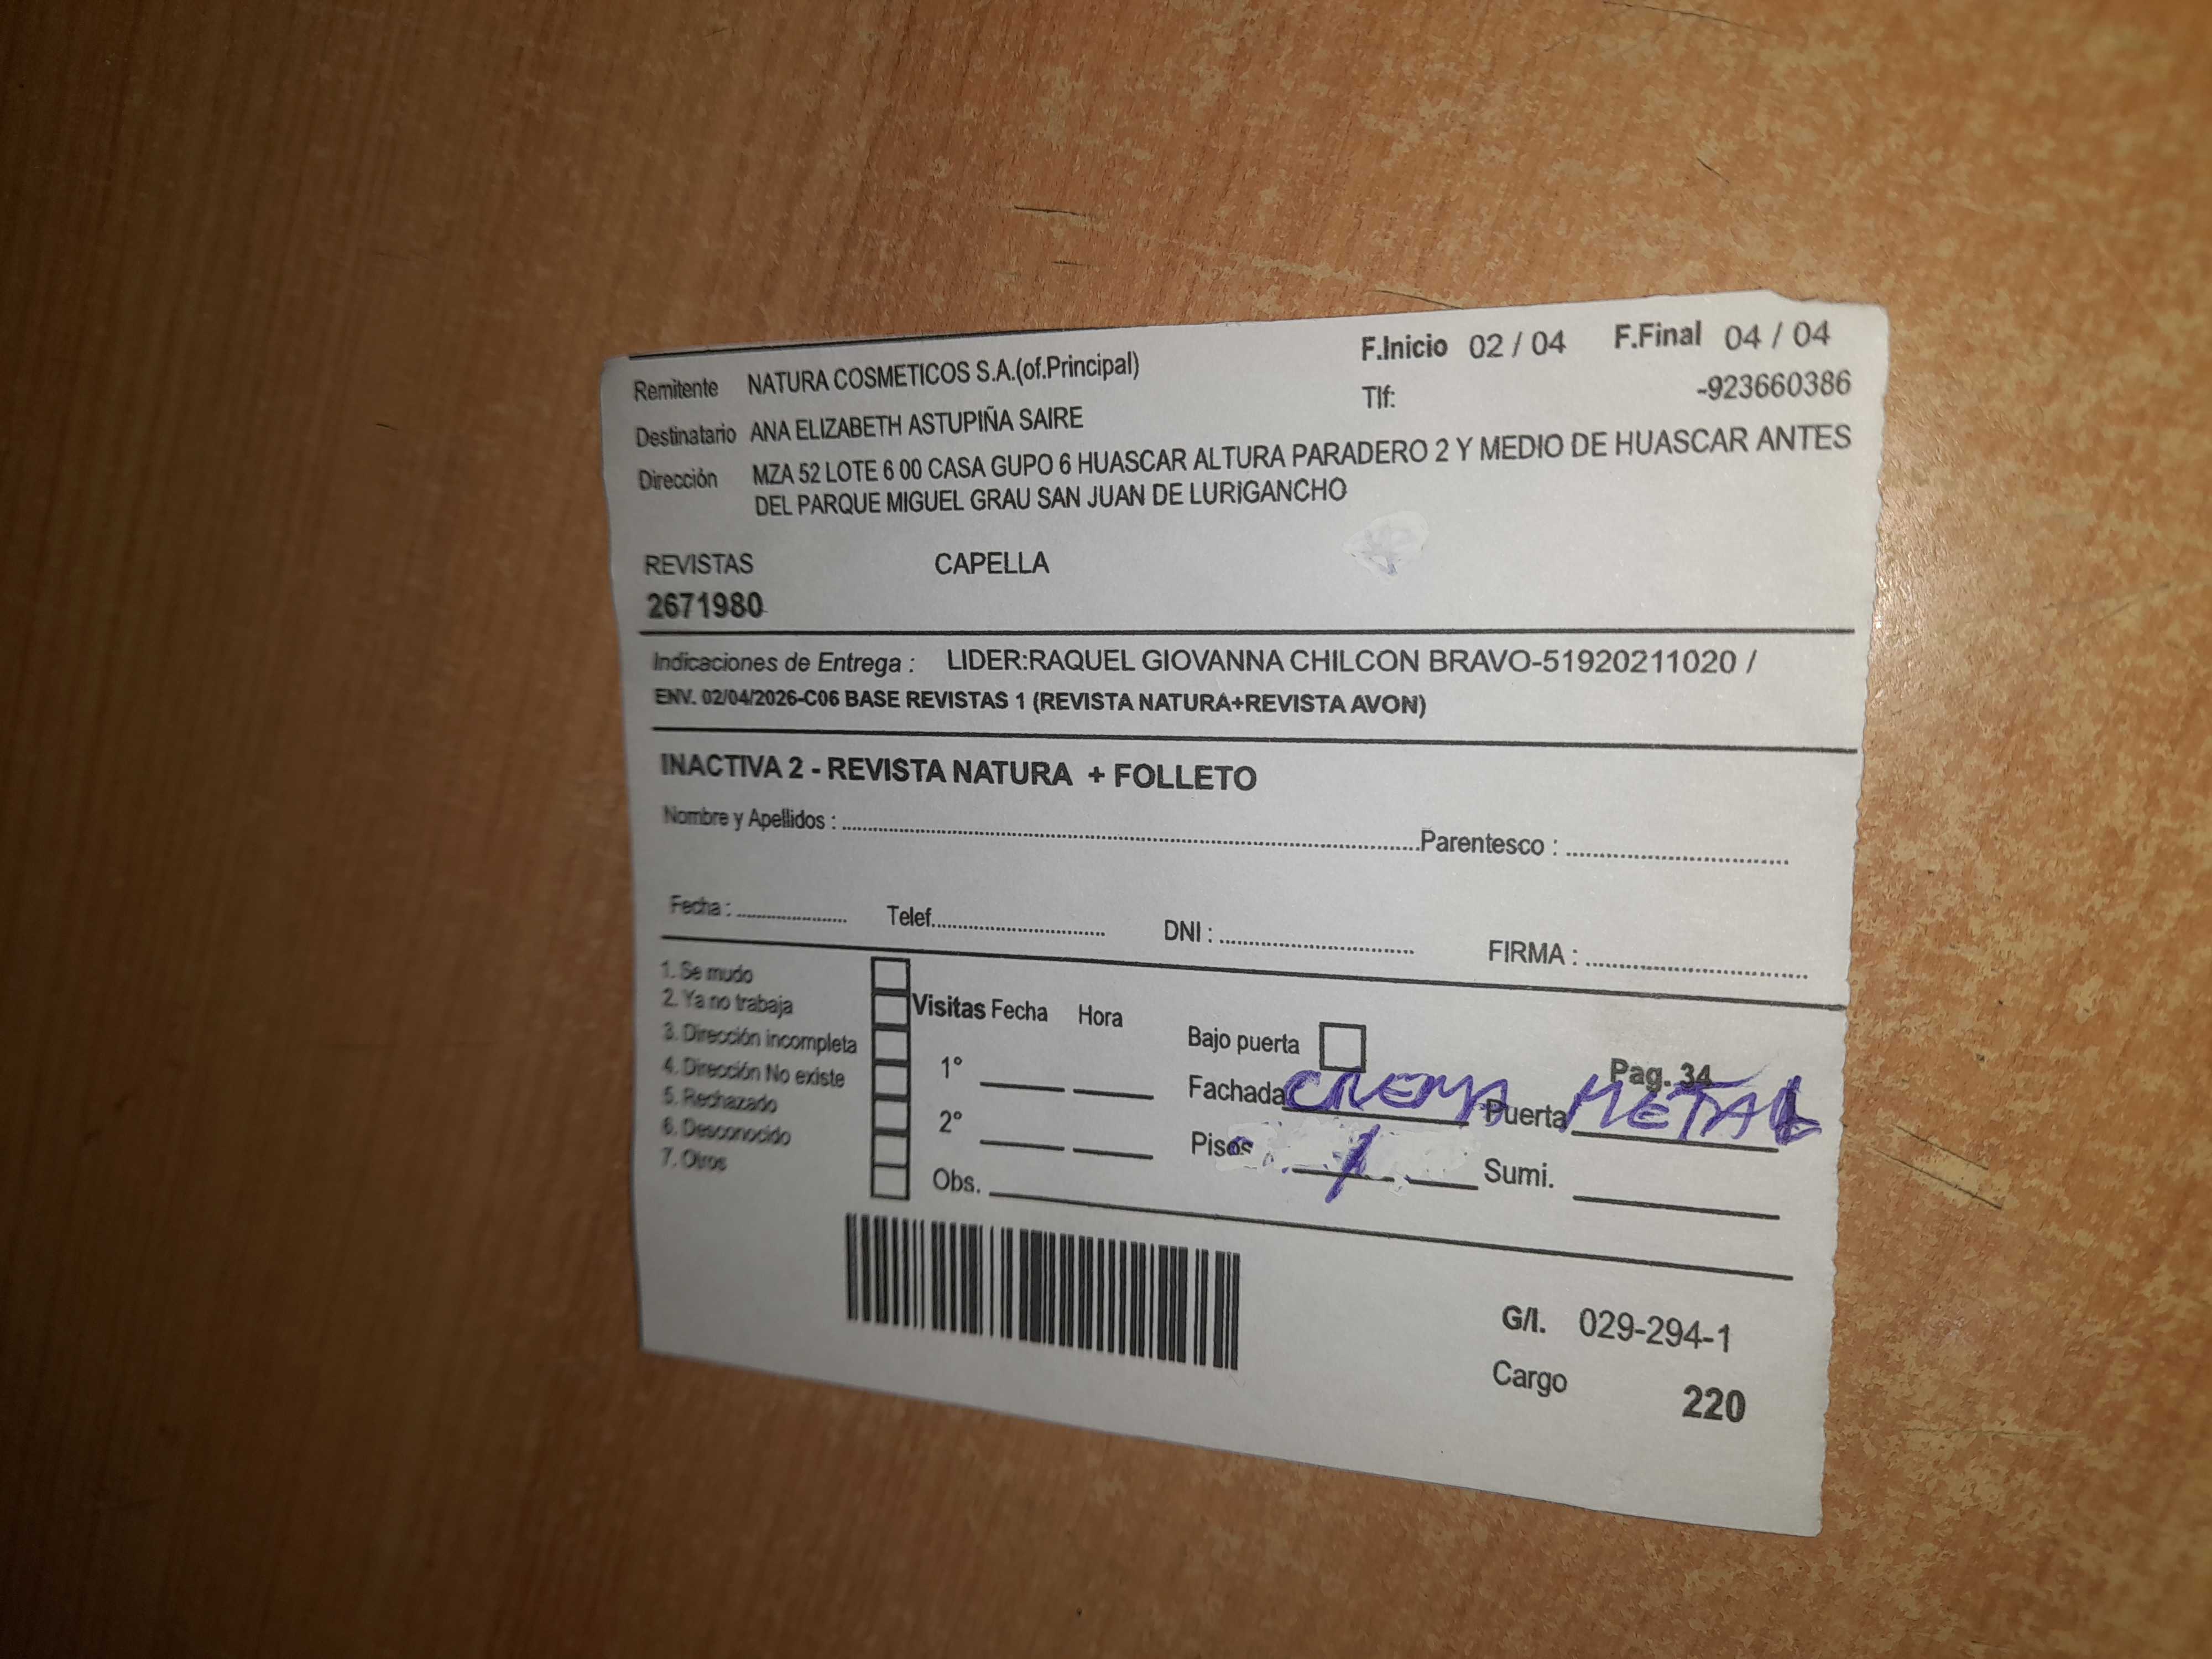 F.Inicio 02 / 04 F.Final 04 / 04
Remitente NATURA COSMETICOS S.A.(of.Principal) Tlf: -923660386
Destinatario ANA ELIZABETH ASTUPIÑA SAIRE
Dirección MZA 52 LOTE 6 00 CASA GUPO 6 HUASCAR ALTURA PARADERO 2 Y MEDIO DE HUASCAR ANTES
DEL PARQUE MIGUEL GRAU SAN JUAN DE LURIGANCHO
REVISTAS CAPELLA
2671980
Indicaciones de Entrega : LIDER:RAQUEL GIOVANNA CHILCON BRAVO-51920211020 /
ENV. 02/04/2026-C06 BASE REVISTAS 1 (REVISTA NATURA+REVISTA AVON)
INACTIVA 2 - REVISTA NATURA + FOLLETO
Nombre y Apellidos : Parentesco :
Fecha : Telef. DNI : FIRMA :
1. Se mudo
2. Ya no trabaja
3. Dirección incompleta
4. Dirección No existe
5. Rechazado
6. Desconocido
7. Otros
Visitas Fecha Hora
1°
2°
Obs.
Bajo puerta Pag. 34
Fachada CREMA Puerta METAL
Pisos 1 Sumi.
G/I. 029-294-1
Cargo 220